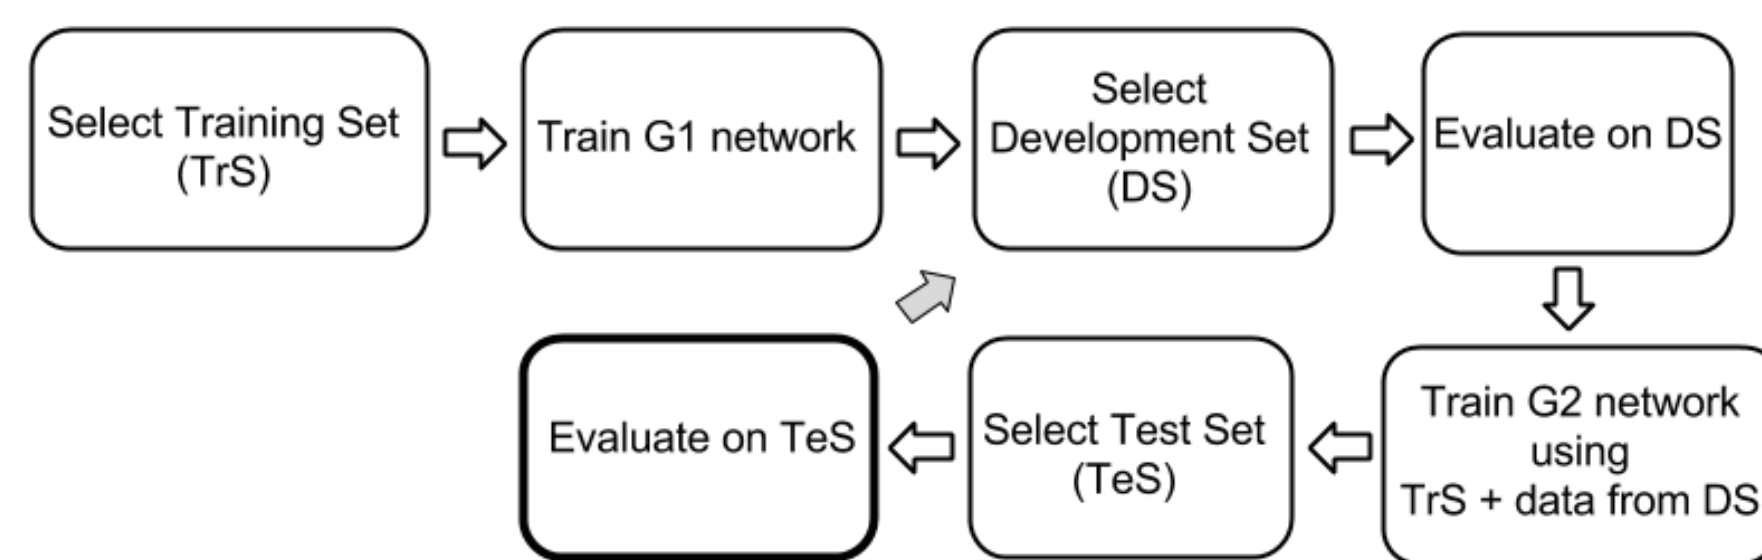 Select Training Set
(TrS)
Train G1 network
Select
Development Set
(DS)
Evaluate on DS
Train G2 network
using
TrS + data from DS
Select Test Set
(TeS)
Evaluate on TeS